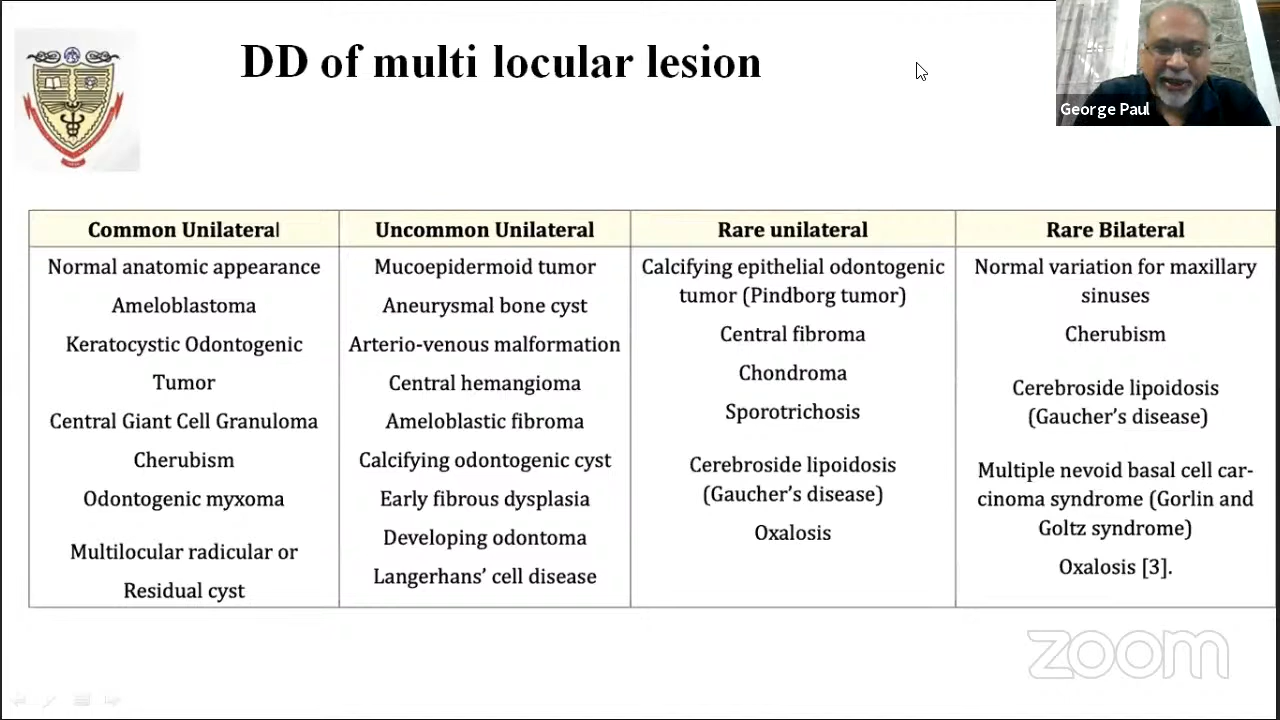 DD of multi locular lesion
George Paul
Common Unilateral
Normal anatomic appearance
Ameloblastoma
Keratocystic Odontogenic
Tumor
Central Giant Cell Granuloma
Cherubism
Odontogenic myxoma
Multilocular radicular or
Residual cyst
Uncommon Unilateral
Mucoepidermoid tumor
Aneurysmal bone cyst
Arterio-venous malformation
Central hemangioma
Ameloblastic fibroma
Calcifying odontogenic cyst
Early fibrous dysplasia
Developing odontoma
Langerhans’ cell disease
Rare unilateral
Calcifying epithelial odontogenic
tumor (Pindborg tumor)
Central fibroma
Chondroma
Sporotrichosis
Cerebroside lipoidosis
(Gaucher’s disease)
Oxalosis
Rare Bilateral
Normal variation for maxillary
sinuses
Cherubism
Cerebroside lipoidosis
(Gaucher’s disease)
Multiple nevoid basal cell car-
cinoma syndrome (Gorlin and
Goltz syndrome)
Oxalosis [3].
zoom